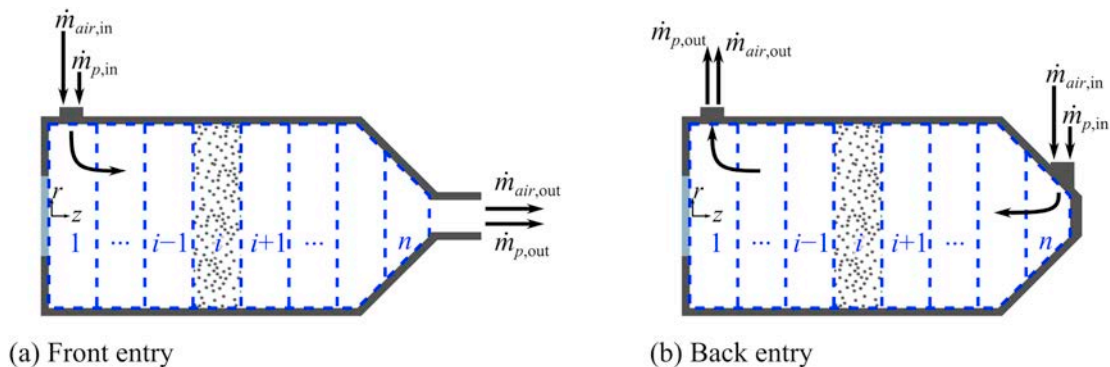 ṁair,in
ṁp,in
r
z
1 ... i−1 i i+1 ... n
ṁair,out
ṁp,out
(a) Front entry
ṁp,out
ṁair,out
ṁair,in
ṁp,in
r
z
1 ... i−1 i i+1 ... n
(b) Back entry